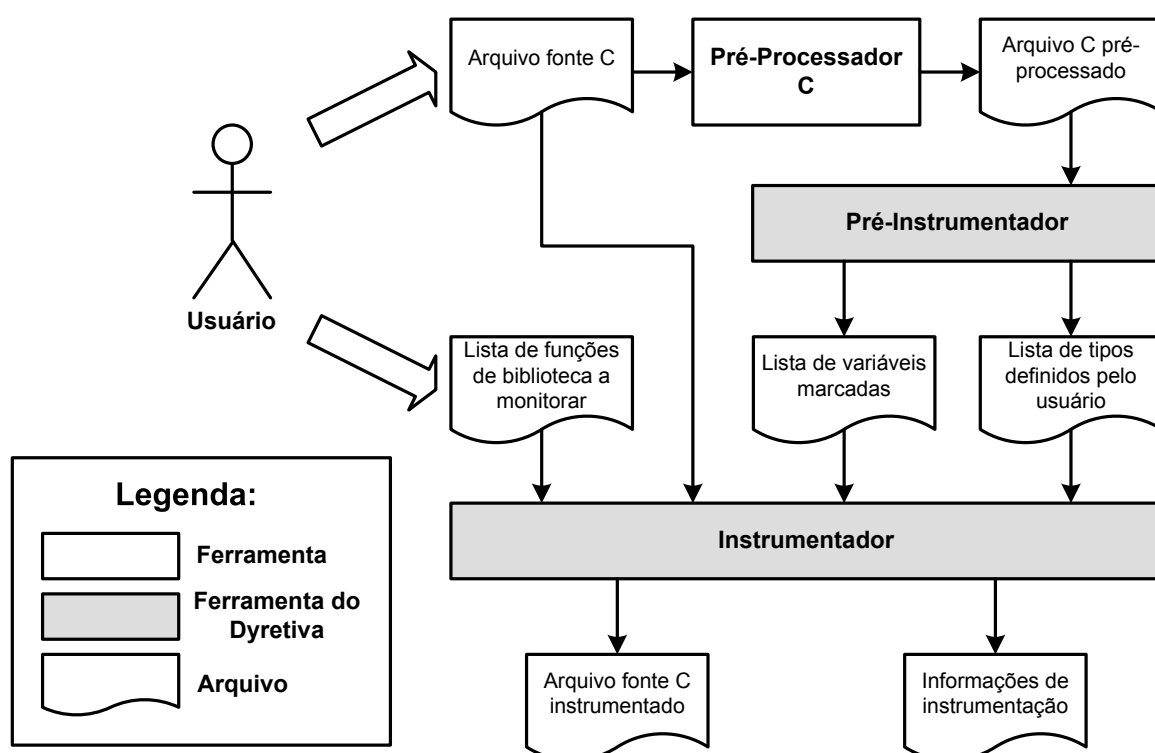 Arquivo fonte C
Pré-Processador
C
Arquivo C pré-
processado
Pré-Instrumentador
Usuário
Lista de funções
de biblioteca a
monitorar
Lista de variáveis
marcadas
Lista de tipos
definidos pelo
usuário
Instrumentador
Legenda:
Ferramenta
Ferramenta do
Dyretiva
Arquivo
Arquivo fonte C
instrumentado
Informações de
instrumentação